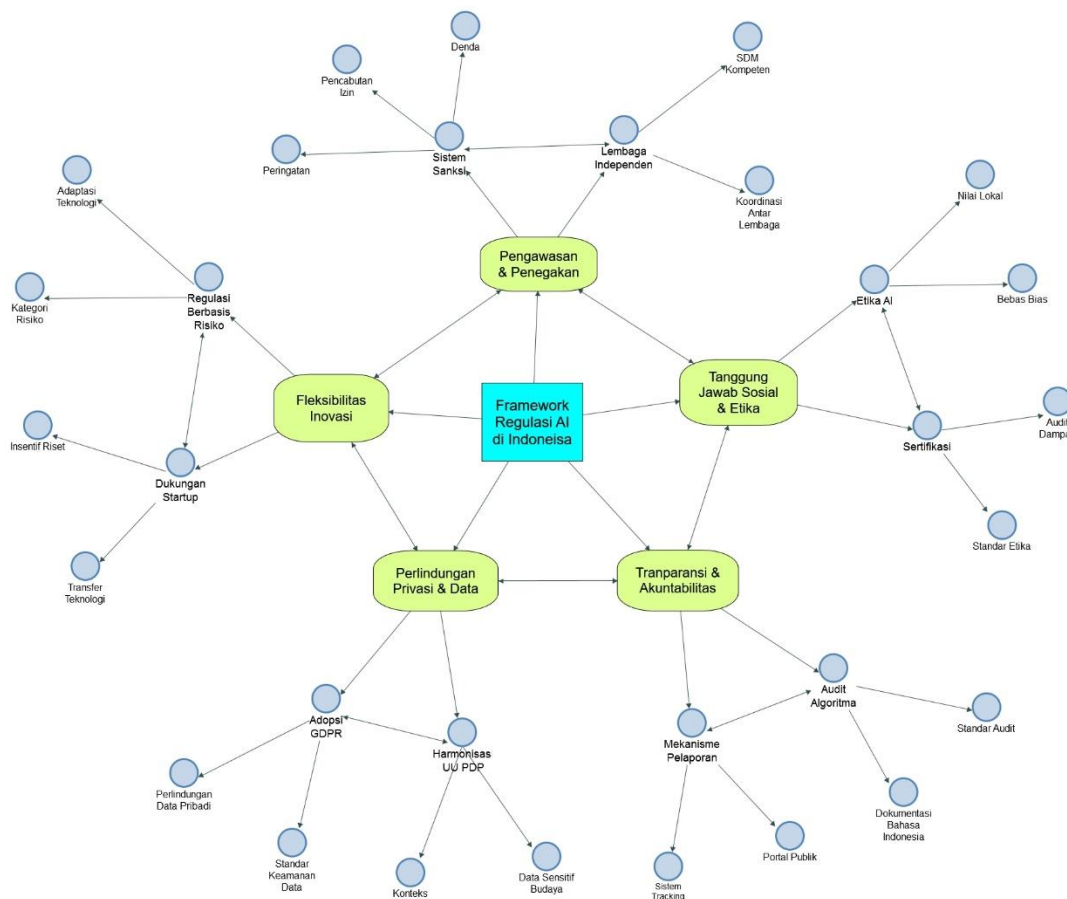 Denda
SDM
Kompeten
Pencabutan
Izin
Peringatan
Sistem
Sanksi
Lembaga
Independen
Koordinasi
Antar
Lembaga
Adaptasi
Teknologi
Nilai Lokal
Pengawasan
& Penegakan
Kategori
Risiko
Regulasi
Berbasis
Risiko
Etika AI
Bebas Bias
Fleksibilitas
Inovasi
Framework
Regulasi AI
di Indoneisa
Tanggung
Jawab Sosial
& Etika
Insentif Riset
Dukungan
Startup
Sertifikasi
Audit
Dampa
Standar Etika
Transfer
Teknologi
Perlindungan
Privasi & Data
Tranparansi &
Akuntabilitas
Adopsi
GDPR
Harmonisas
UU PDP
Mekanisme
Pelaporan
Audit
Algoritma
Standar Audit
Perlindungan
Data Pribadi
Standar
Keamanan
Data
Konteks
Data Sensitif
Budaya
Sistem
Tracking
Portal Publik
Dokumentasi
Bahasa
Indonesia